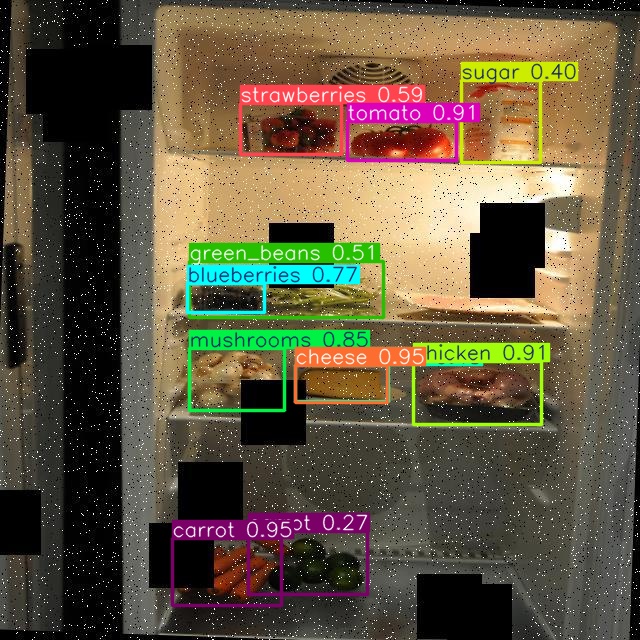 sugar 0.40
strawberries 0.59
tomato 0.91
green_beans 0.51
blueberries 0.77
mushrooms 0.85
cheese 0.95
hicken 0.91
carrot 0.95
ot 0.27